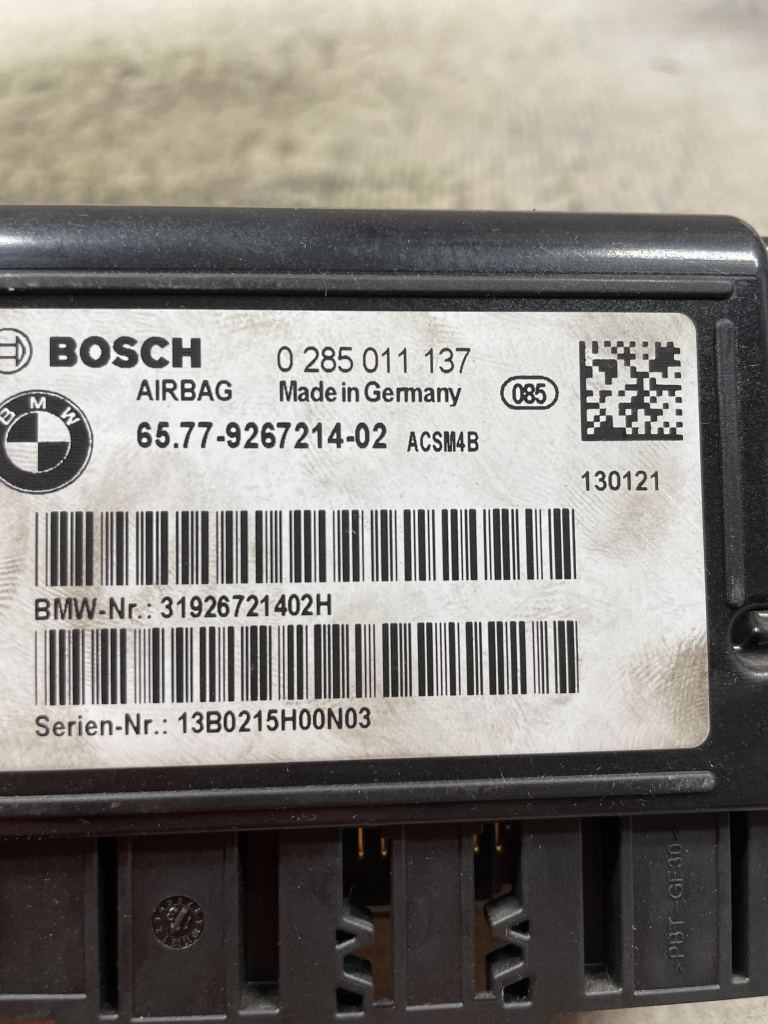 BOSCH 0 285 011 137
AIRBAG Made in Germany 085
BMW
65.77-9267214-02 ACSM4B
130121
BMW-Nr.: 31926721402H
Serien-Nr.: 13B0215H00N03
>PBT-GF30<